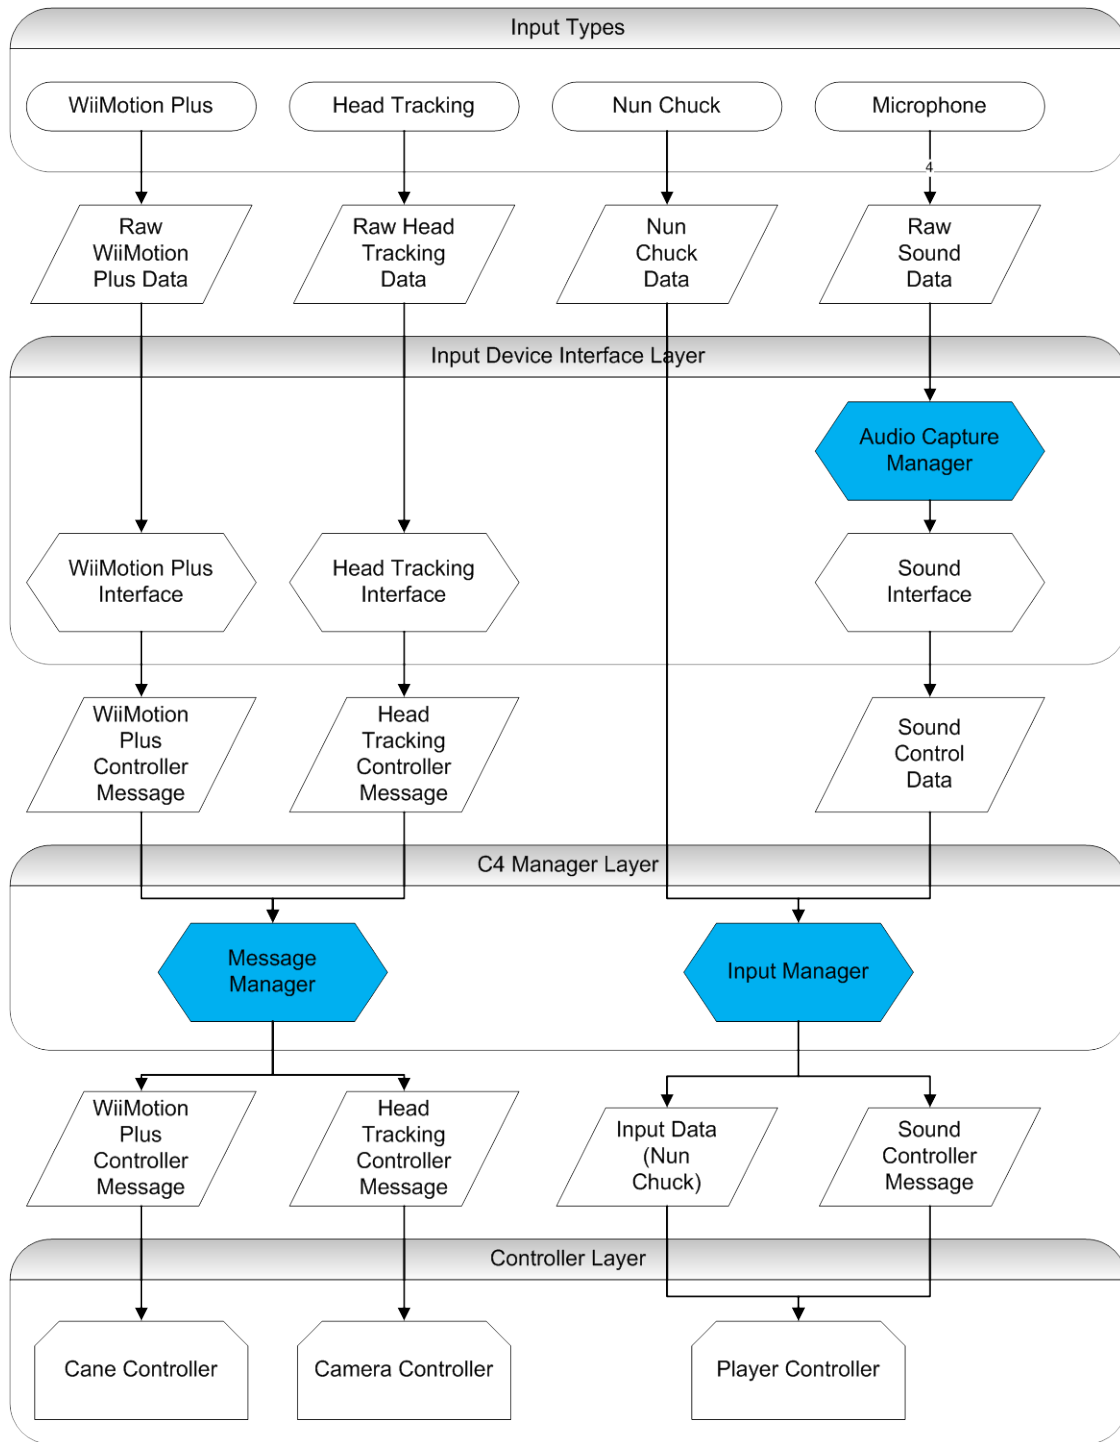 Input Types
WiiMotion Plus
Head Tracking
Nun Chuck
Microphone
4
Raw
WiiMotion
Plus Data
Raw Head
Tracking
Data
Nun
Chuck
Data
Raw
Sound
Data
Input Device Interface Layer
Audio Capture
Manager
WiiMotion Plus
Interface
Head Tracking
Interface
Sound
Interface
WiiMotion
Plus
Controller
Message
Head
Tracking
Controller
Message
Sound
Control
Data
C4 Manager Layer
Message
Manager
Input Manager
WiiMotion
Plus
Controller
Message
Head
Tracking
Controller
Message
Input Data
(Nun
Chuck)
Sound
Controller
Message
Controller Layer
Cane Controller
Camera Controller
Player Controller